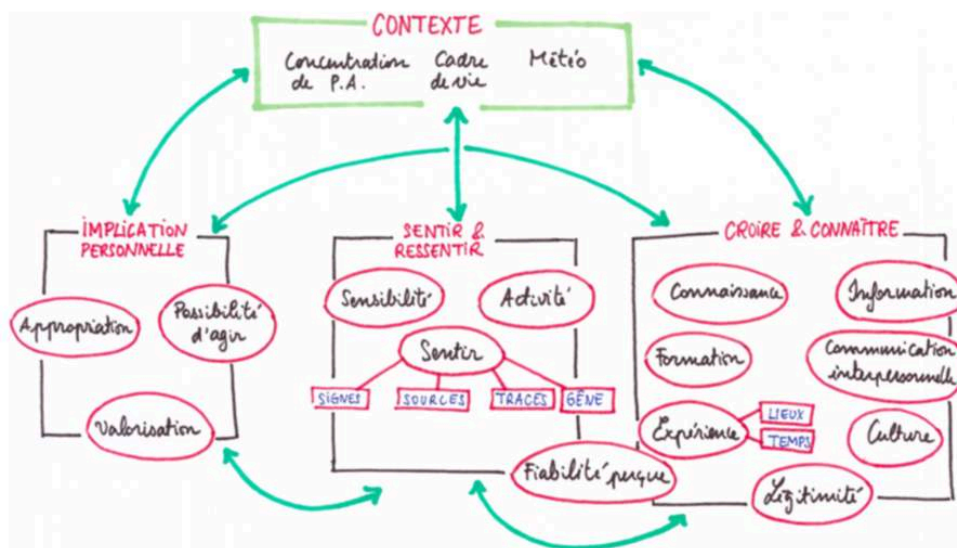 CONTEXTE
Concentration
de P.A.
Cadre
de vie
Météo
IMPLICATION
PERSONNELLE
Appropriation
Possibilité
d'agir
Valorisation
SENTIR &
RESSENTIR
Sensibilité
Activité
Sentir
SIGNES
SOURCES
TRACES
GÊNE
Fiabilité perçue
CROIRE & CONNAÎTRE
Connaissance
Information
Formation
Communication
interpersonnelle
Expérience
LIEUX
TEMPS
Culture
Légitimité